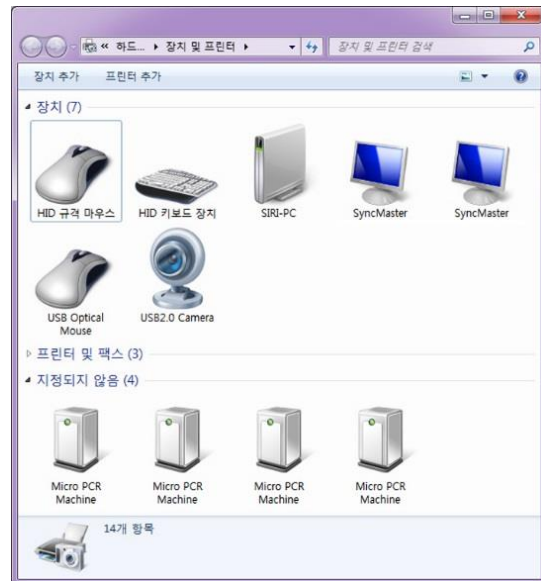 « 하드... ▸ 장치 및 프린터 ▸
장치 및 프린터 검색
장치 추가 프린터 추가
장치 (7)
HID 규격 마우스 HID 키보드 장치 SIRI-PC SyncMaster SyncMaster
USB Optical USB2.0 Camera
Mouse
프린터 및 팩스 (3)
지정되지 않음 (4)
Micro PCR Micro PCR Micro PCR Micro PCR
Machine Machine Machine Machine
14개 항목